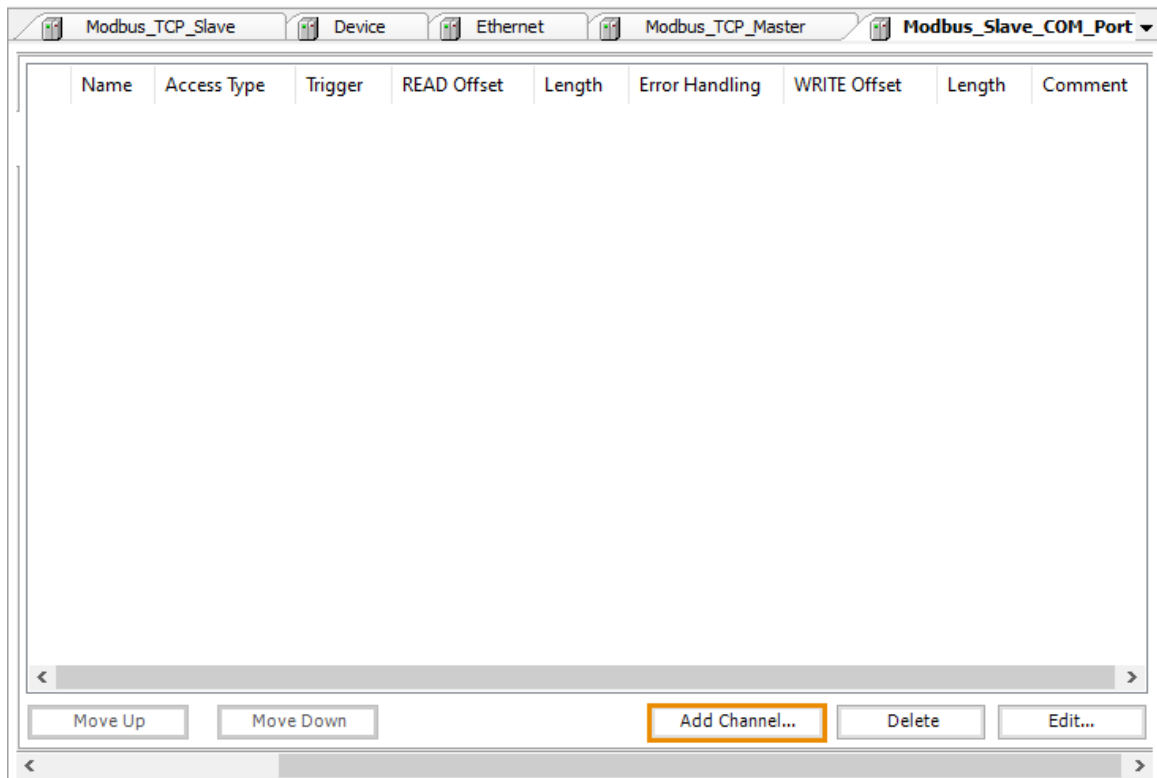 Modbus_TCP_Slave Device Ethernet Modbus_TCP_Master Modbus_Slave_COM_Port
Name Access Type Trigger READ Offset Length Error Handling WRITE Offset Length Comment
Move Up Move Down Add Channel... Delete Edit...